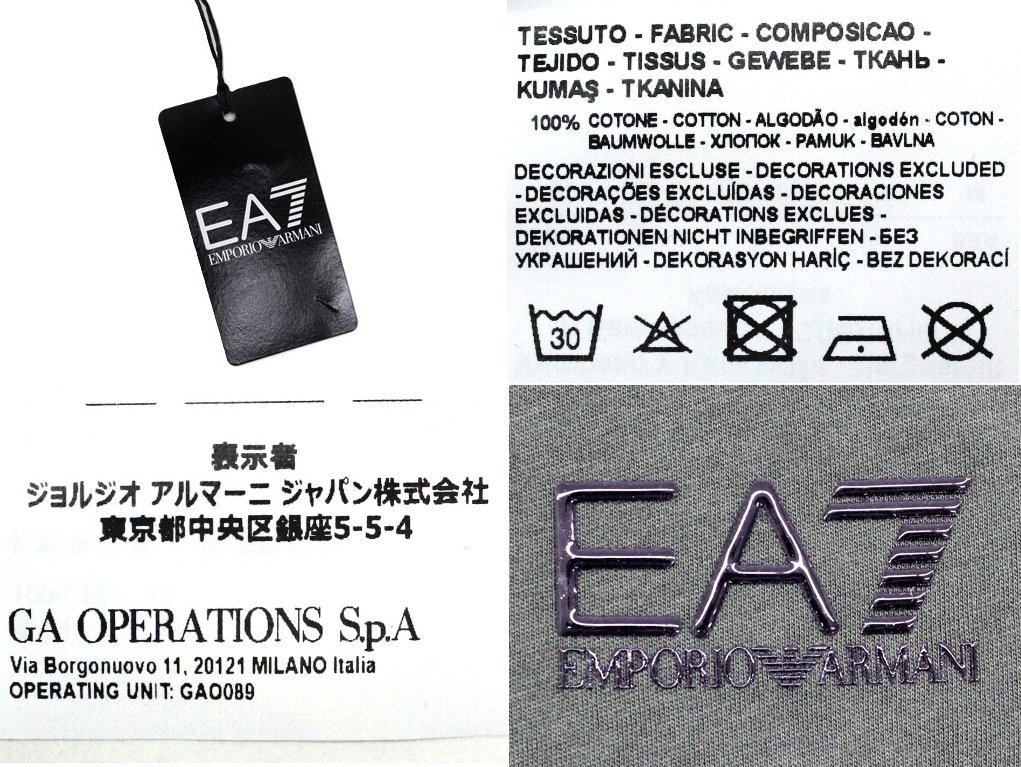 EA7
EMPORIO ARMANI
表示者
ジョルジオ アルマーニ ジャパン株式会社
東京都中央区銀座5-5-4
GA OPERATIONS S.p.A
Via Borgonuovo 11, 20121 MILANO Italia
OPERATING UNIT: GAO089
TESSUTO - FABRIC - COMPOSICAO -
TEJIDO - TISSUS - GEWEBE - ТКАНЬ -
KUMAŞ - TKANINA
100% COTONE - COTTON - ALGODÃO - algodón - COTON -
BAUMWOLLE - ХЛОПОК - PAMUK - BAVLNA
DECORAZIONI ESCLUSE - DECORATIONS EXCLUDED
- DECORAÇÕES EXCLUÍDAS - DECORACIONES
EXCLUIDAS - DÉCORATIONS EXCLUES -
DEKORATIONEN NICHT INBEGRIFFEN - БЕЗ
УКРАШЕНИЙ - DEKORASYON HARİÇ - BEZ DEKORACÍ
30
EA7
EMPORIO ARMANI